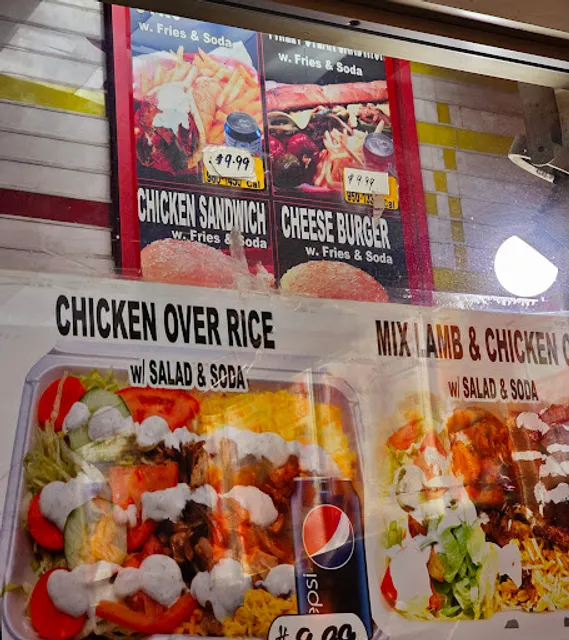 w. Fries & Soda
w. Fries & Soda
$9.99
$9.99
CHICKEN SANDWICH
w. Fries & Soda
CHEESE BURGER
w. Fries & Soda
CHICKEN OVER RICE
w/ SALAD & SODA
MIX LAMB & CHICKEN
w/ SALAD & SODA
pepsi